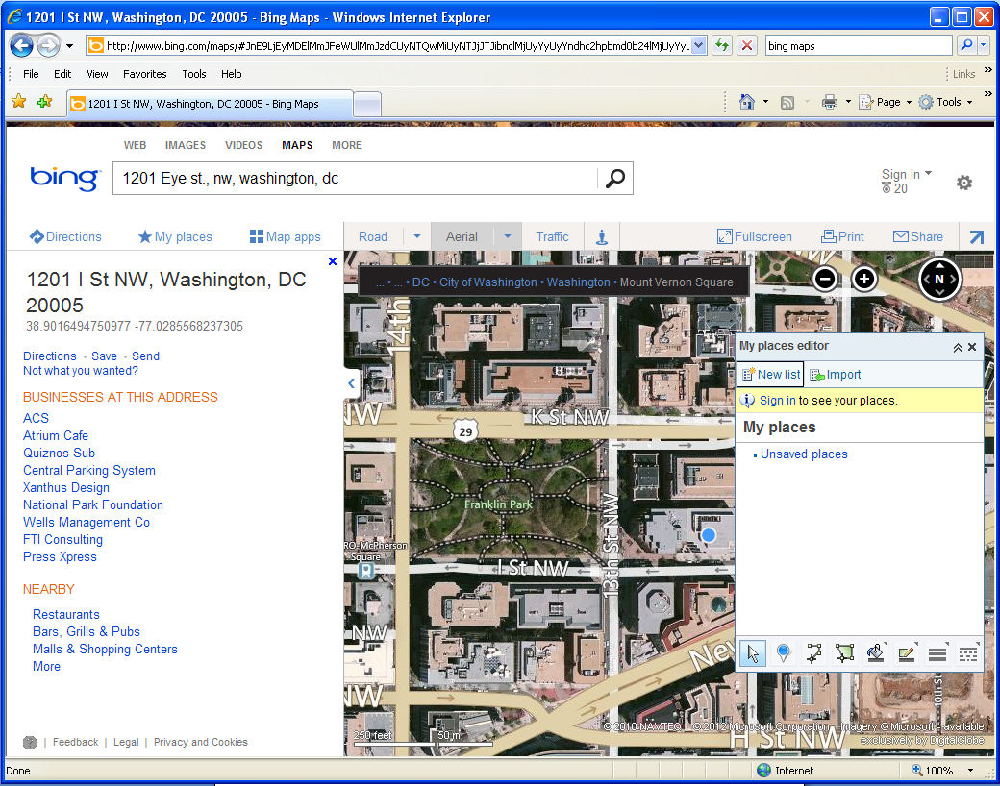 1201 I St NW, Washington, DC 20005 - Bing Maps - Windows Internet Explorer
bing maps
File Edit View Favorites Tools Help
Links »
1201 I St NW, Washington, DC 20005 - Bing Maps
Page Tools »
WEB IMAGES VIDEOS MAPS MORE
bing
1201 Eye st., nw, washington, dc
Sign in
20
Directions My places Map apps
Road Aerial Traffic
Fullscreen Print Share
1201 I St NW, Washington, DC
20005
38.9016494750977 -77.0285568237305
Directions • Save • Send
Not what you wanted?
BUSINESSES AT THIS ADDRESS
ACS
Atrium Cafe
Quiznos Sub
Central Parking System
Xanthus Design
National Park Foundation
Wells Management Co
FTI Consulting
Press Xpress
NEARBY
Restaurants
Bars, Grills & Pubs
Malls & Shopping Centers
More
| Feedback | Legal | Privacy and Cookies
... • ... • DC • City of Washington • Washington • Mount Vernon Square
N
14th
NW
K St NW
29
Franklin Park
RO-McPherson
Square
I St NW
13th St NW
NW
New
NW
10th St
H St NW
250 feet 50 m
© 2010 NAVTEQ © 2012 Microsoft Corporation Imagery © Microsoft - available
exclusively by DigitalGlobe
My places editor
New list Import
Sign in to see your places.
My places
Unsaved places
Done
Internet
100%